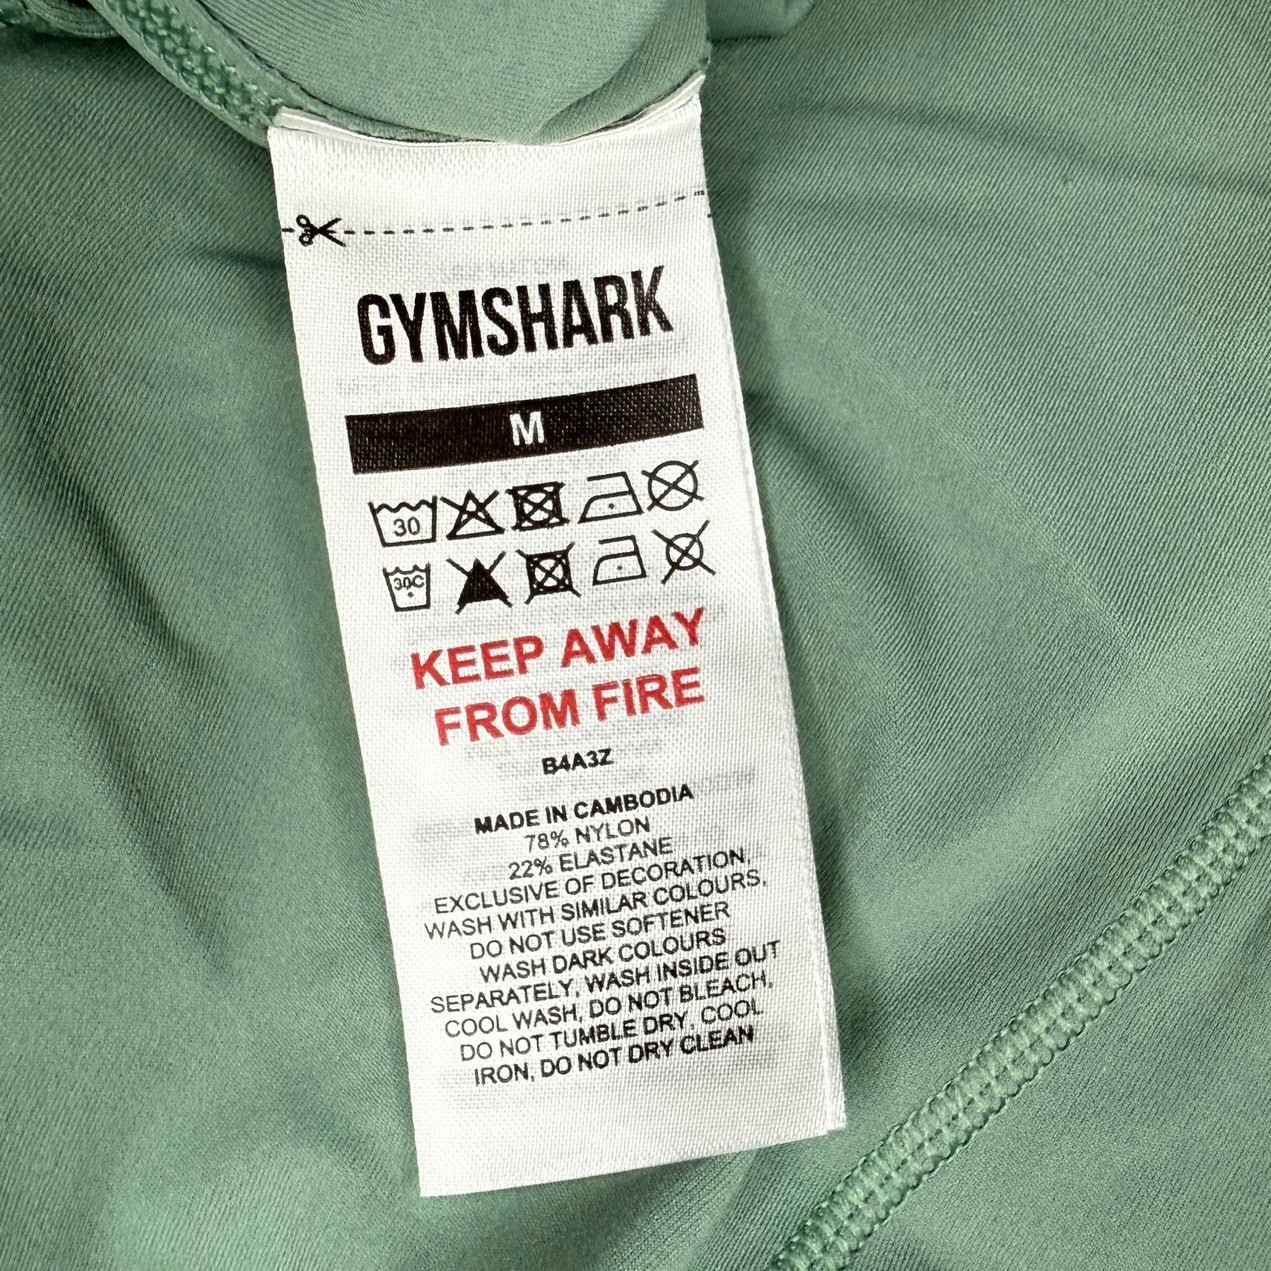 GYMSHARK
M
30
30C
KEEP AWAY
FROM FIRE
B4A3Z
MADE IN CAMBODIA
78% NYLON
22% ELASTANE
EXCLUSIVE OF DECORATION,
WASH WITH SIMILAR COLOURS,
DO NOT USE SOFTENER
WASH DARK COLOURS
SEPARATELY, WASH INSIDE OUT
COOL WASH, DO NOT BLEACH,
DO NOT TUMBLE DRY, COOL
IRON, DO NOT DRY CLEAN